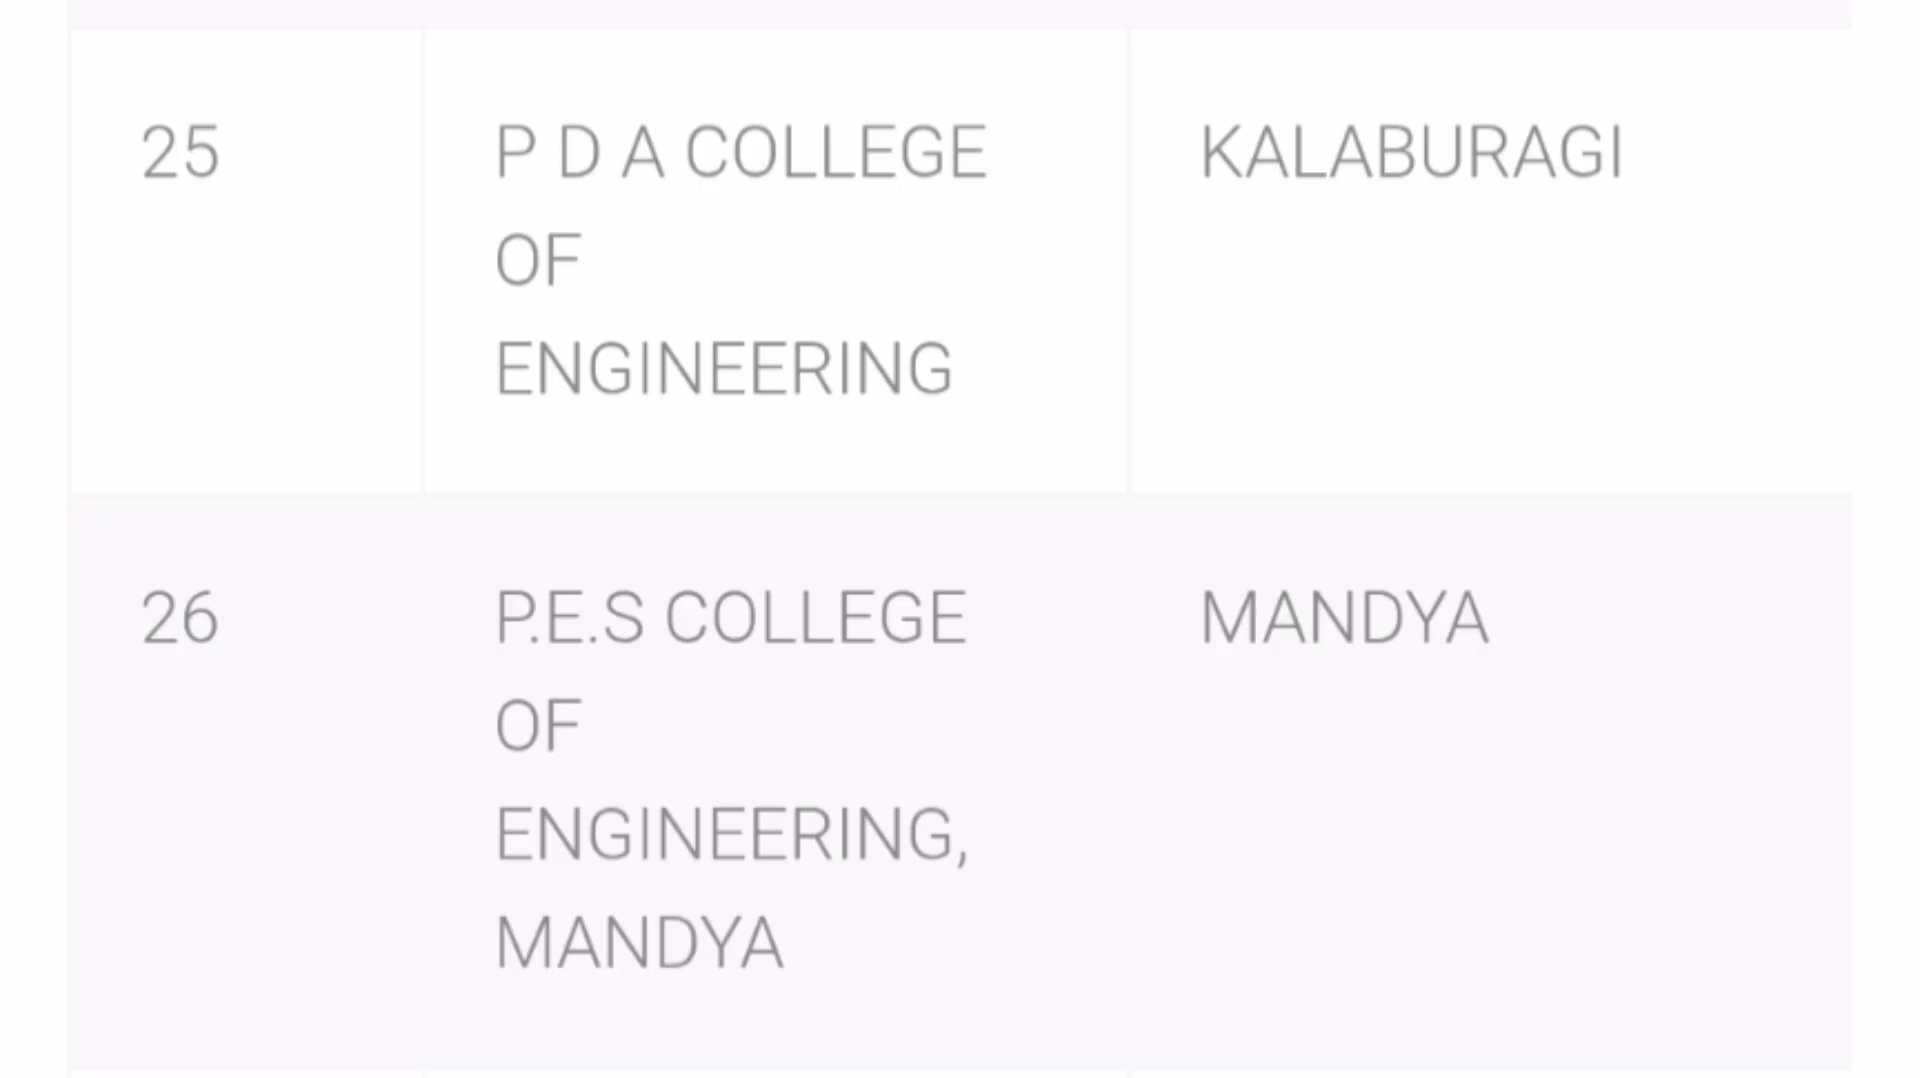 25
P D A COLLEGE
OF
ENGINEERING
KALABURAGI
26
P.E.S COLLEGE
OF
ENGINEERING,
MANDYA
MANDYA